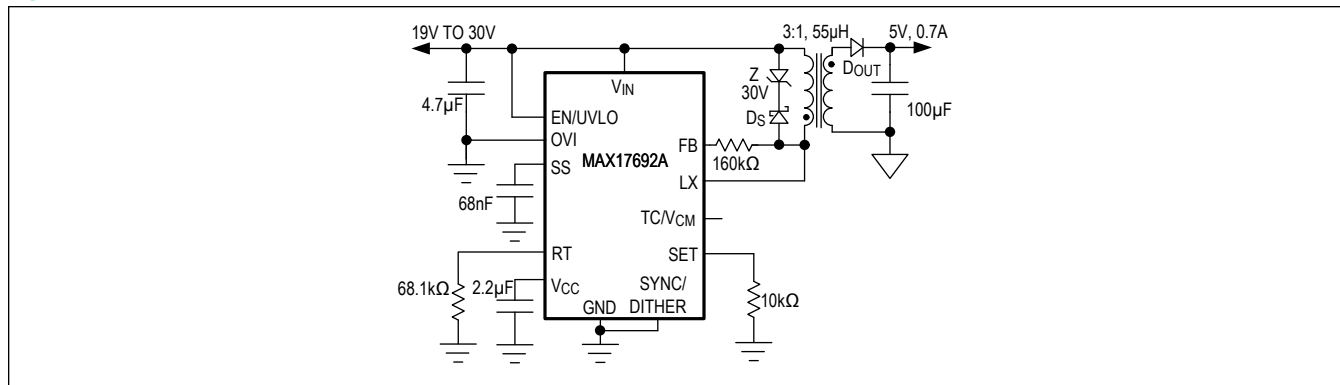 19V TO 30V
3:1, 55µH
5V, 0.7A
VIN
Z
30V
DOUT
4.7µF
100µF
EN/UVLO
DS
OVI
FB
MAX17692A
160kΩ
SS
LX
68nF
TC/VCM
RT
SET
68.1kΩ
2.2µF
VCC
SYNC/
DITHER
10kΩ
GND